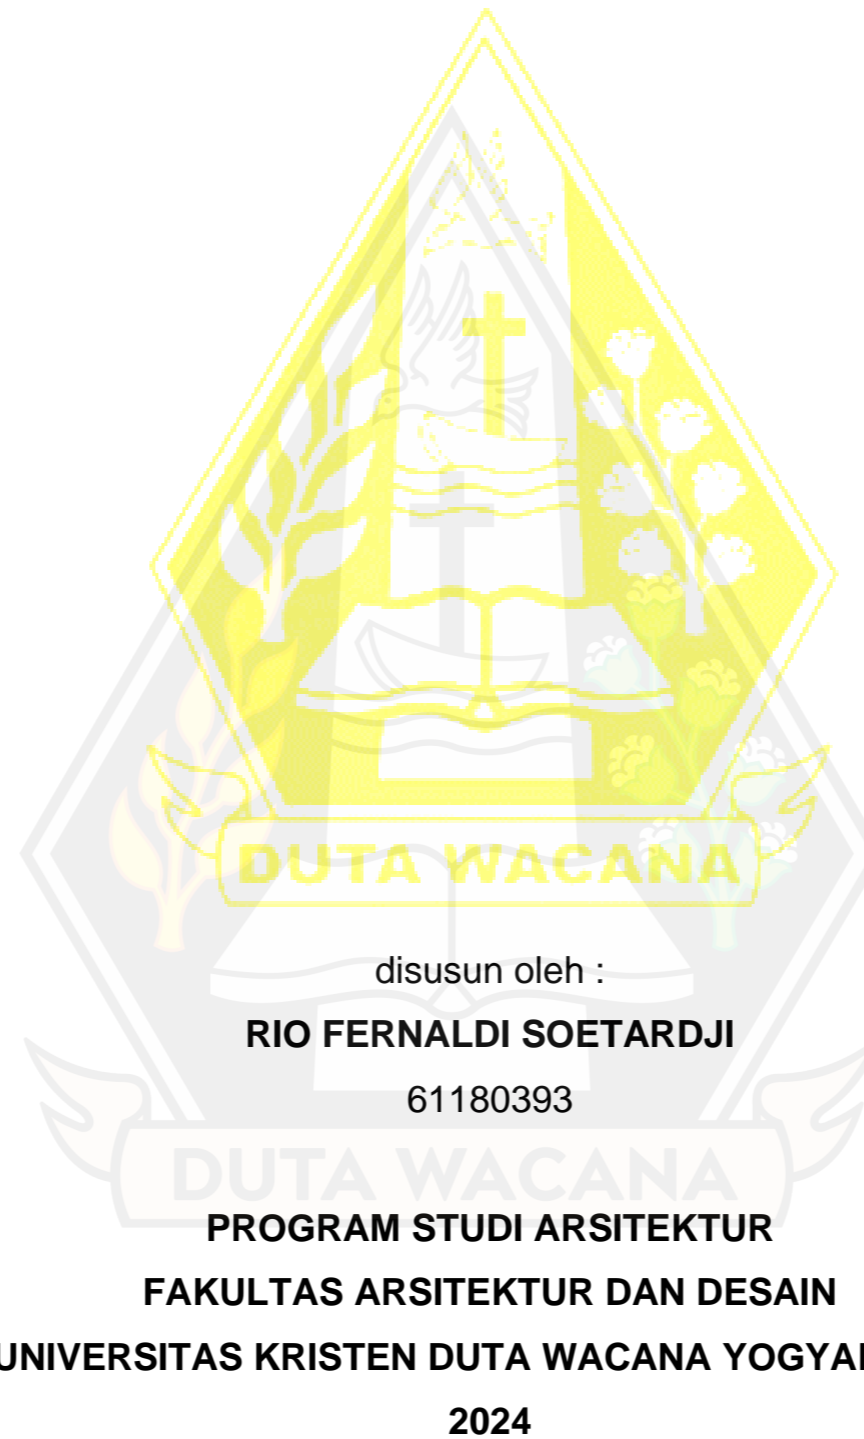 DUTA WACANA
disusun oleh :
RIO FERNALDI SOETARDJI
61180393
DUTA WACANA
PROGRAM STUDI ARSITEKTUR
FAKULTAS ARSITEKTUR DAN DESAIN
UNIVERSITAS KRISTEN DUTA WACANA
2024